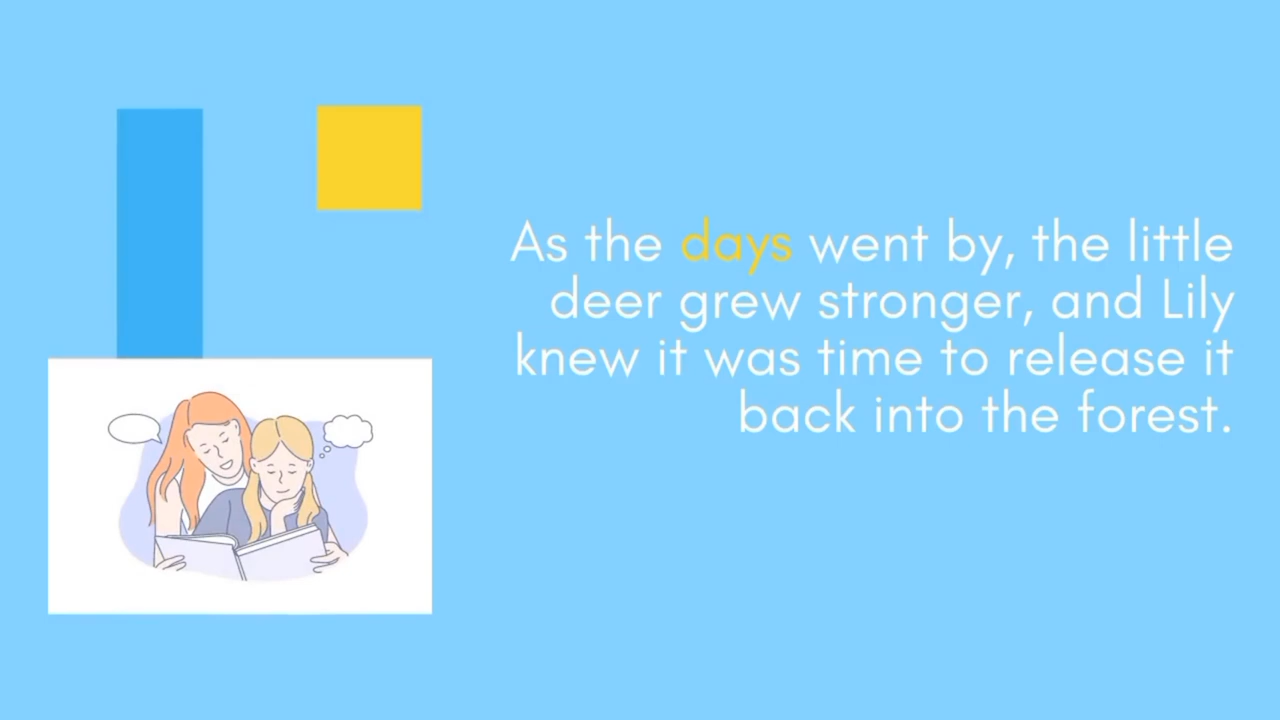 As the days went by, the little
deer grew stronger, and Lily
knew it was time to release it
back into the forest.